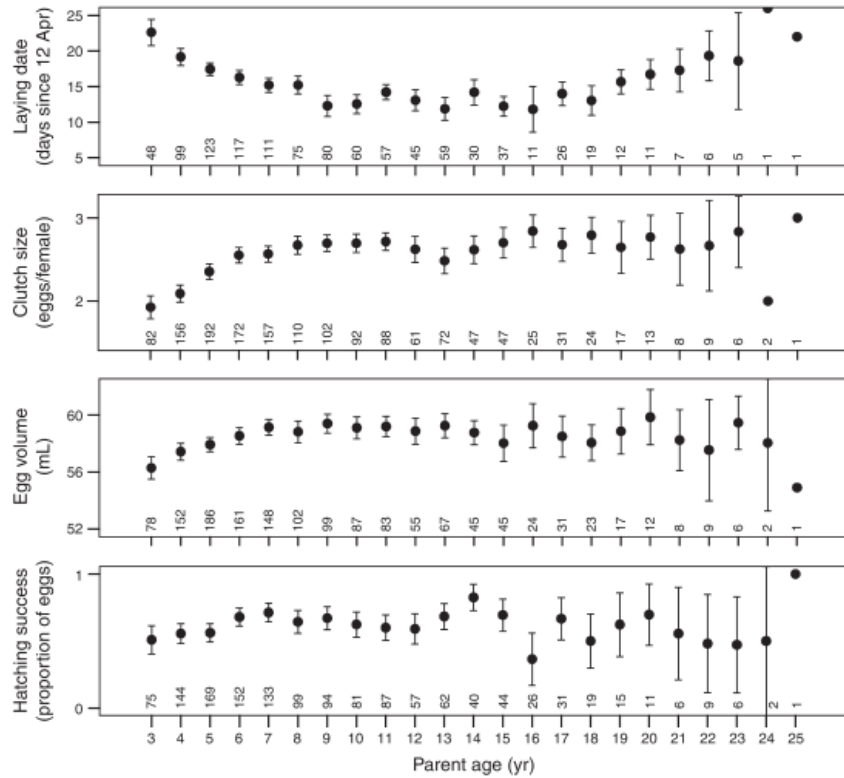 Laying date
(days since 12 Apr)
25
20
15
10
5
48 99 123 117 111 75 80 60 57 45 59 30 37 11 26 19 12 11 7 6 5 1 1
Clutch size
(eggs/female)
3
2
82 156 192 172 157 110 102 92 88 61 72 47 47 25 31 24 17 13 8 9 6 2 1
Egg volume
(mL)
60
56
52
78 152 186 161 148 102 99 87 83 55 67 45 45 24 31 23 17 12 8 9 6 2 1
Hatching success
(proportion of eggs)
1
0
75 144 169 152 133 99 94 81 87 57 62 40 44 26 31 19 15 11 6 9 6 2 1
3 4 5 6 7 8 9 10 11 12 13 14 15 16 17 18 19 20 21 22 23 24 25
Parent age (yr)